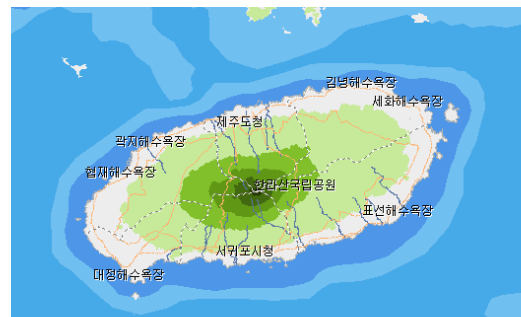 김녕해수욕장
세화해수욕장
제주도청
곽지해수욕장
협재해수욕장
한라산국립공원
표선해수욕장
서귀포시청
대정해수욕장